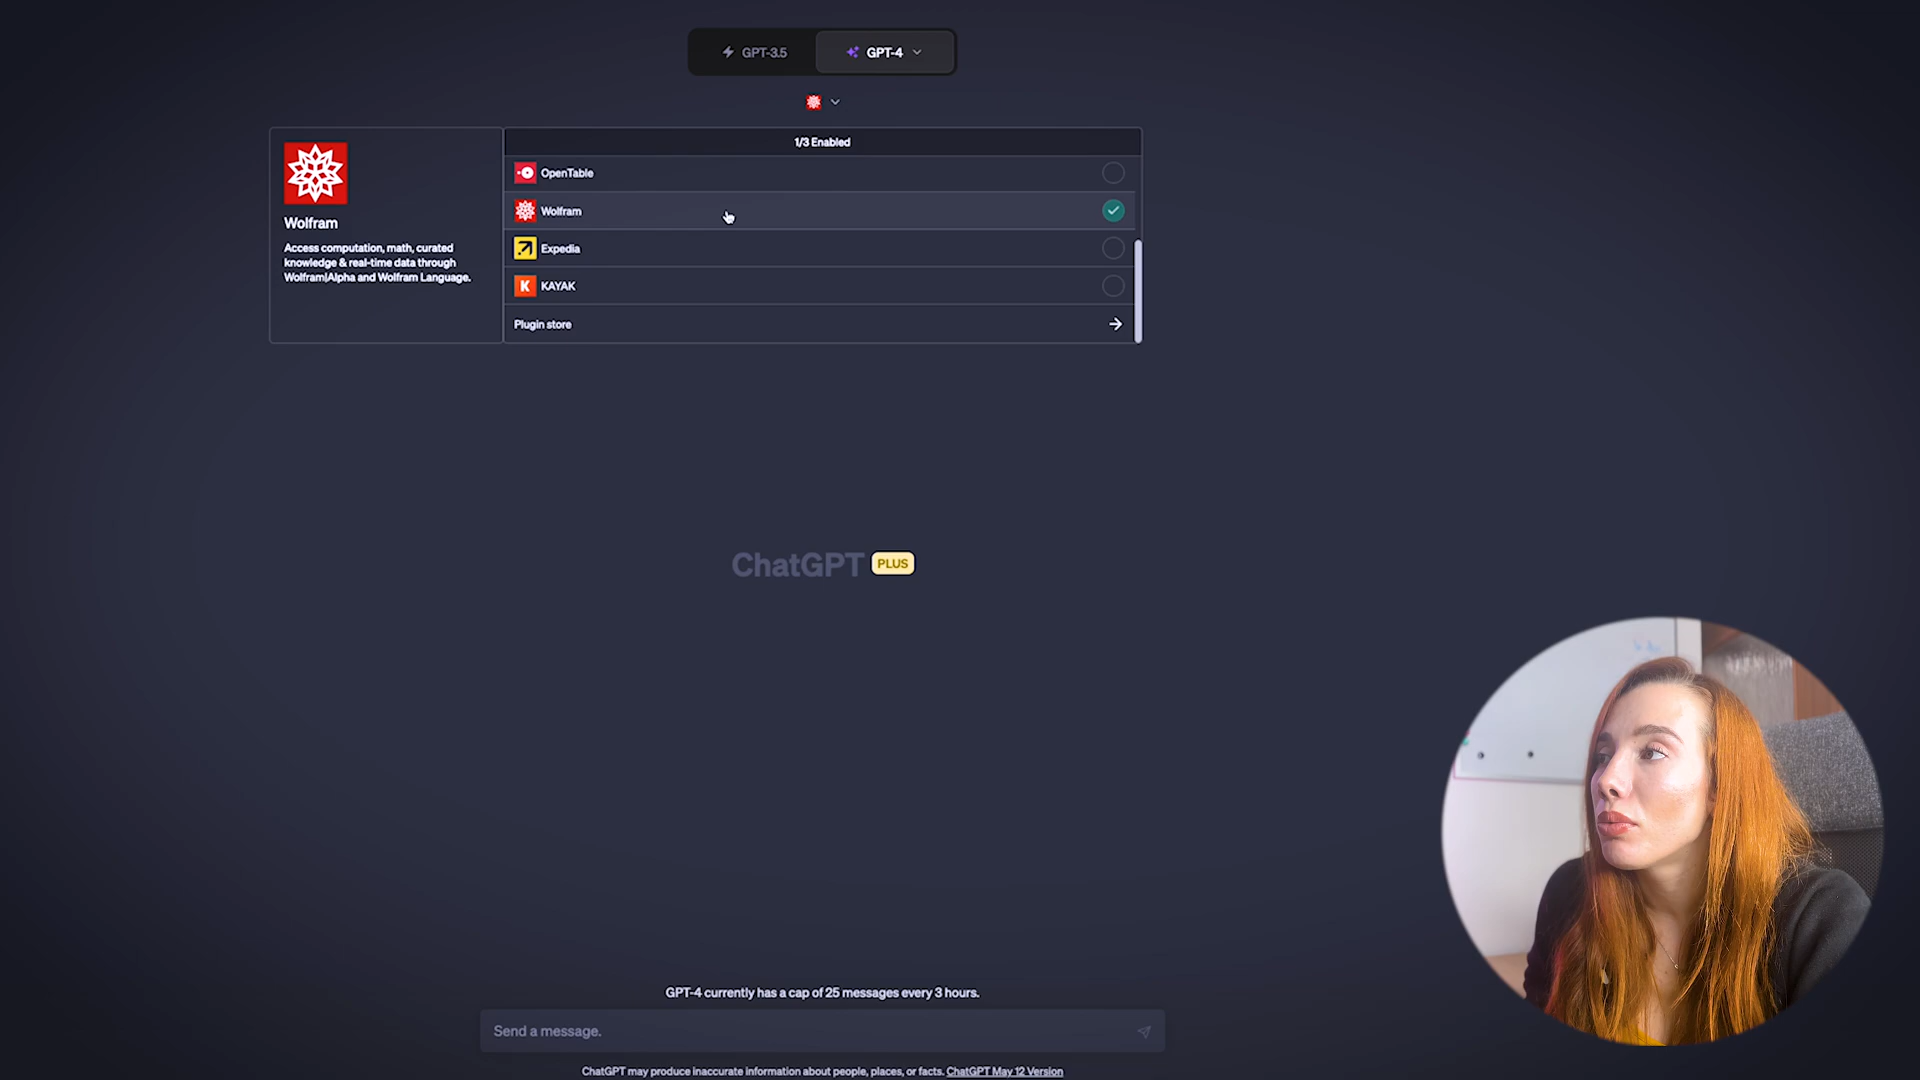 GPT-3.5
GPT-4
1/3 Enabled
Wolfram
Access computation, math, curated
knowledge & real-time data through
Wolfram|Alpha and Wolfram Language.
OpenTable
Wolfram
Expedia
K KAYAK
Plugin store
ChatGPT PLUS
GPT-4 currently has a cap of 25 messages every 3 hours.
Send a message.
ChatGPT may produce inaccurate information about people, places, or facts. ChatGPT May 12 Version